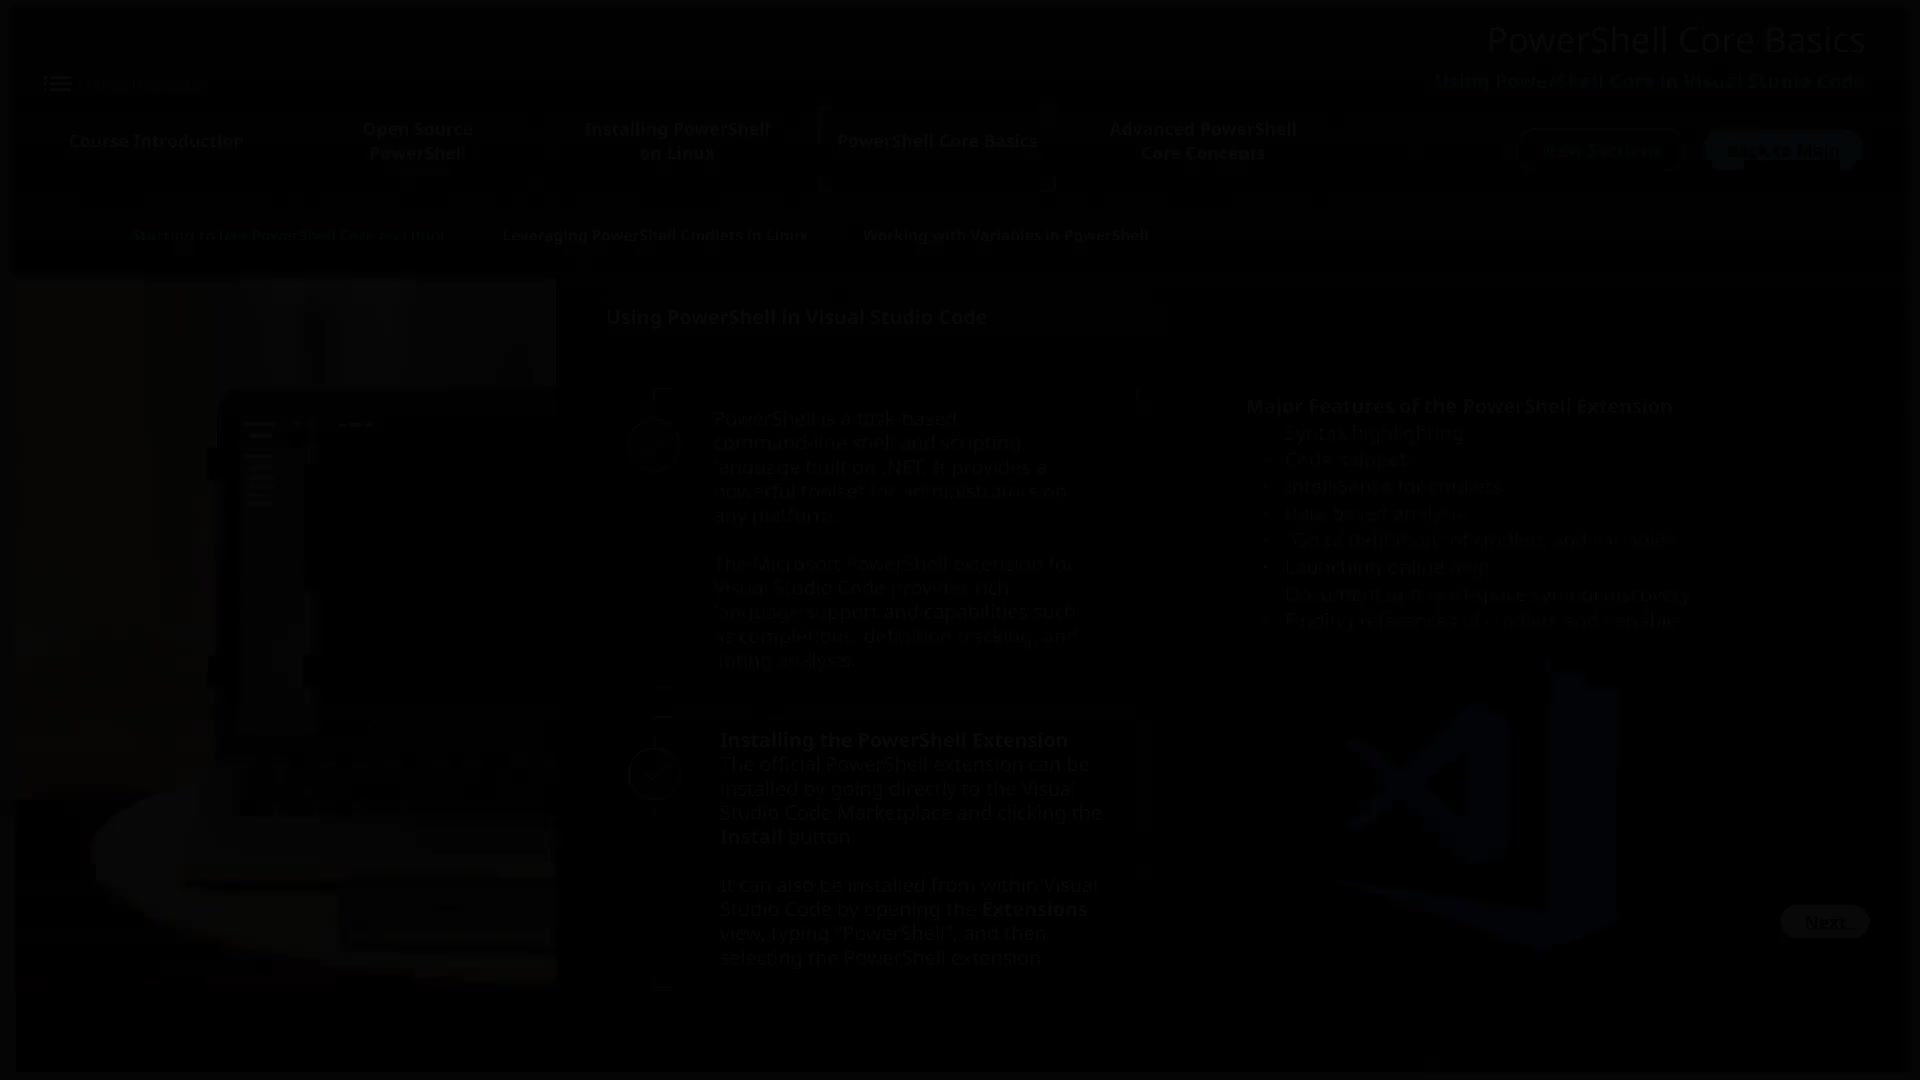 PowerShell Core Basics
Using PowerShell Core in Visual Studio Code
Course Introduction
Open Source
PowerShell
Installing PowerShell
on Linux
PowerShell Core Basics
Advanced PowerShell
Core Concepts
Back to Main
Starting to Use PowerShell Core on Linux
Leveraging PowerShell Cmdlets in Linux
Working with Variables in PowerShell
Using PowerShell in Visual Studio Code
PowerShell is a task-based
command-line shell and scripting
language built on .NET. It provides a
powerful toolset for administrators on
any platform.
The Microsoft PowerShell extension for
Visual Studio Code provides rich
language support and capabilities such
as completions, definition tracking, and
linting analysis.
Installing the PowerShell Extension
The official PowerShell extension can be
installed by going directly to the Visual
Studio Code Marketplace and clicking the
Install button.
It can also be installed from within Visual
Studio Code by opening the Extensions
view, typing "PowerShell", and then
selecting the PowerShell extension.
Major Features of the PowerShell Extension
Syntax highlighting
• Code snippet
• IntelliSense for cmdlets
• Rule-based analysis
• "Go to Definition" of cmdlets and variables
• Launching online help
Document and workspace symbol discovery
• Finding references of cmdlets and variable
Next